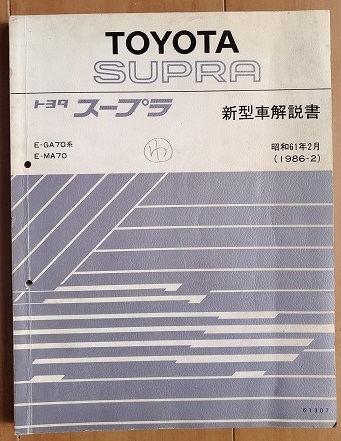 TOYOTA
SUPRA
トヨタ スープラ 新型車解説書
E-GA70系
E-MA70
ゆ
昭和61年2月
(1986-2)
61307